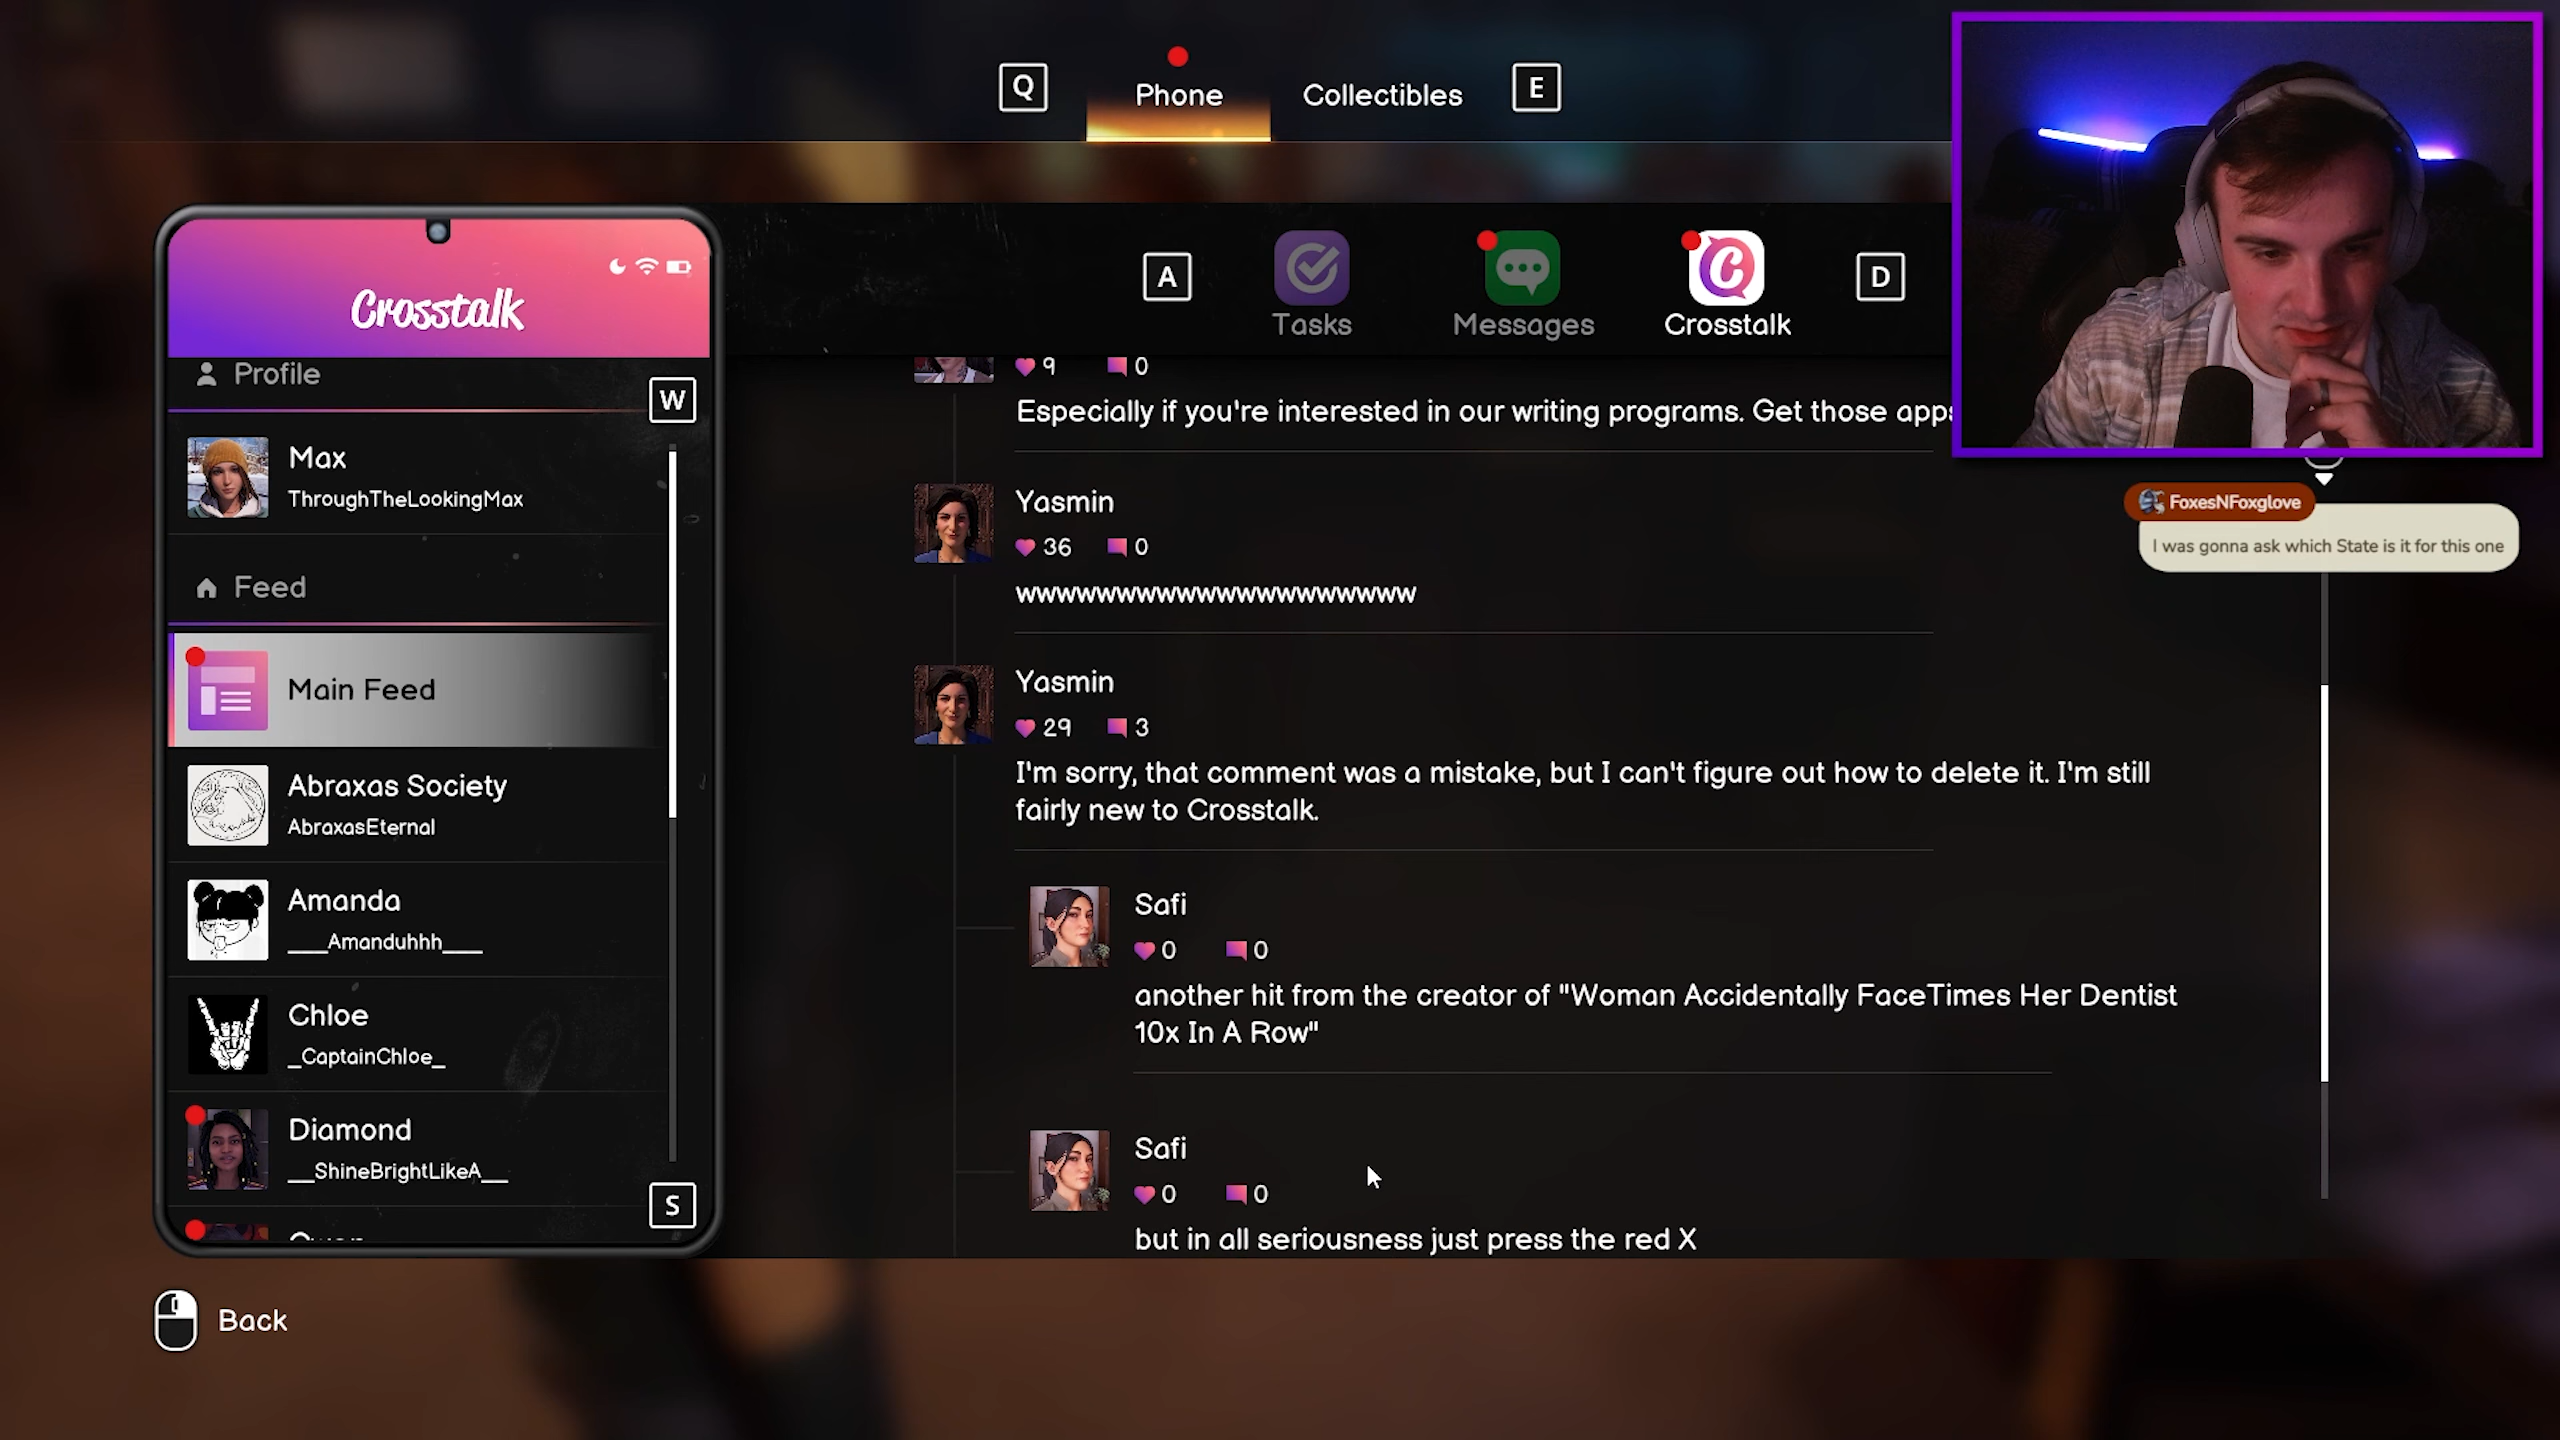 Q
Phone
Collectibles
E
Crosstalk
A
Tasks
Messages
Crosstalk
D
Profile
W
Max
ThroughTheLookingMax
Feed
Main Feed
Abraxas Society
AbraxasEternal
Amanda
___Amanduhhh___
Chloe
_CaptainChloe_
Diamond
__ShineBrightLikeA__
S
9
0
Especially if you're interested in our writing programs. Get those apps
Yasmin
36
0
wwwwwwwwwwwwwwwwwwww
Yasmin
29
3
I'm sorry, that comment was a mistake, but I can't figure out how to delete it. I'm still
fairly new to Crosstalk.
Safi
0
0
another hit from the creator of "Woman Accidentally FaceTimes Her Dentist
10x In A Row"
Safi
0
0
but in all seriousness just press the red X
FoxesNFoxglove
I was gonna ask which State is it for this one
Back